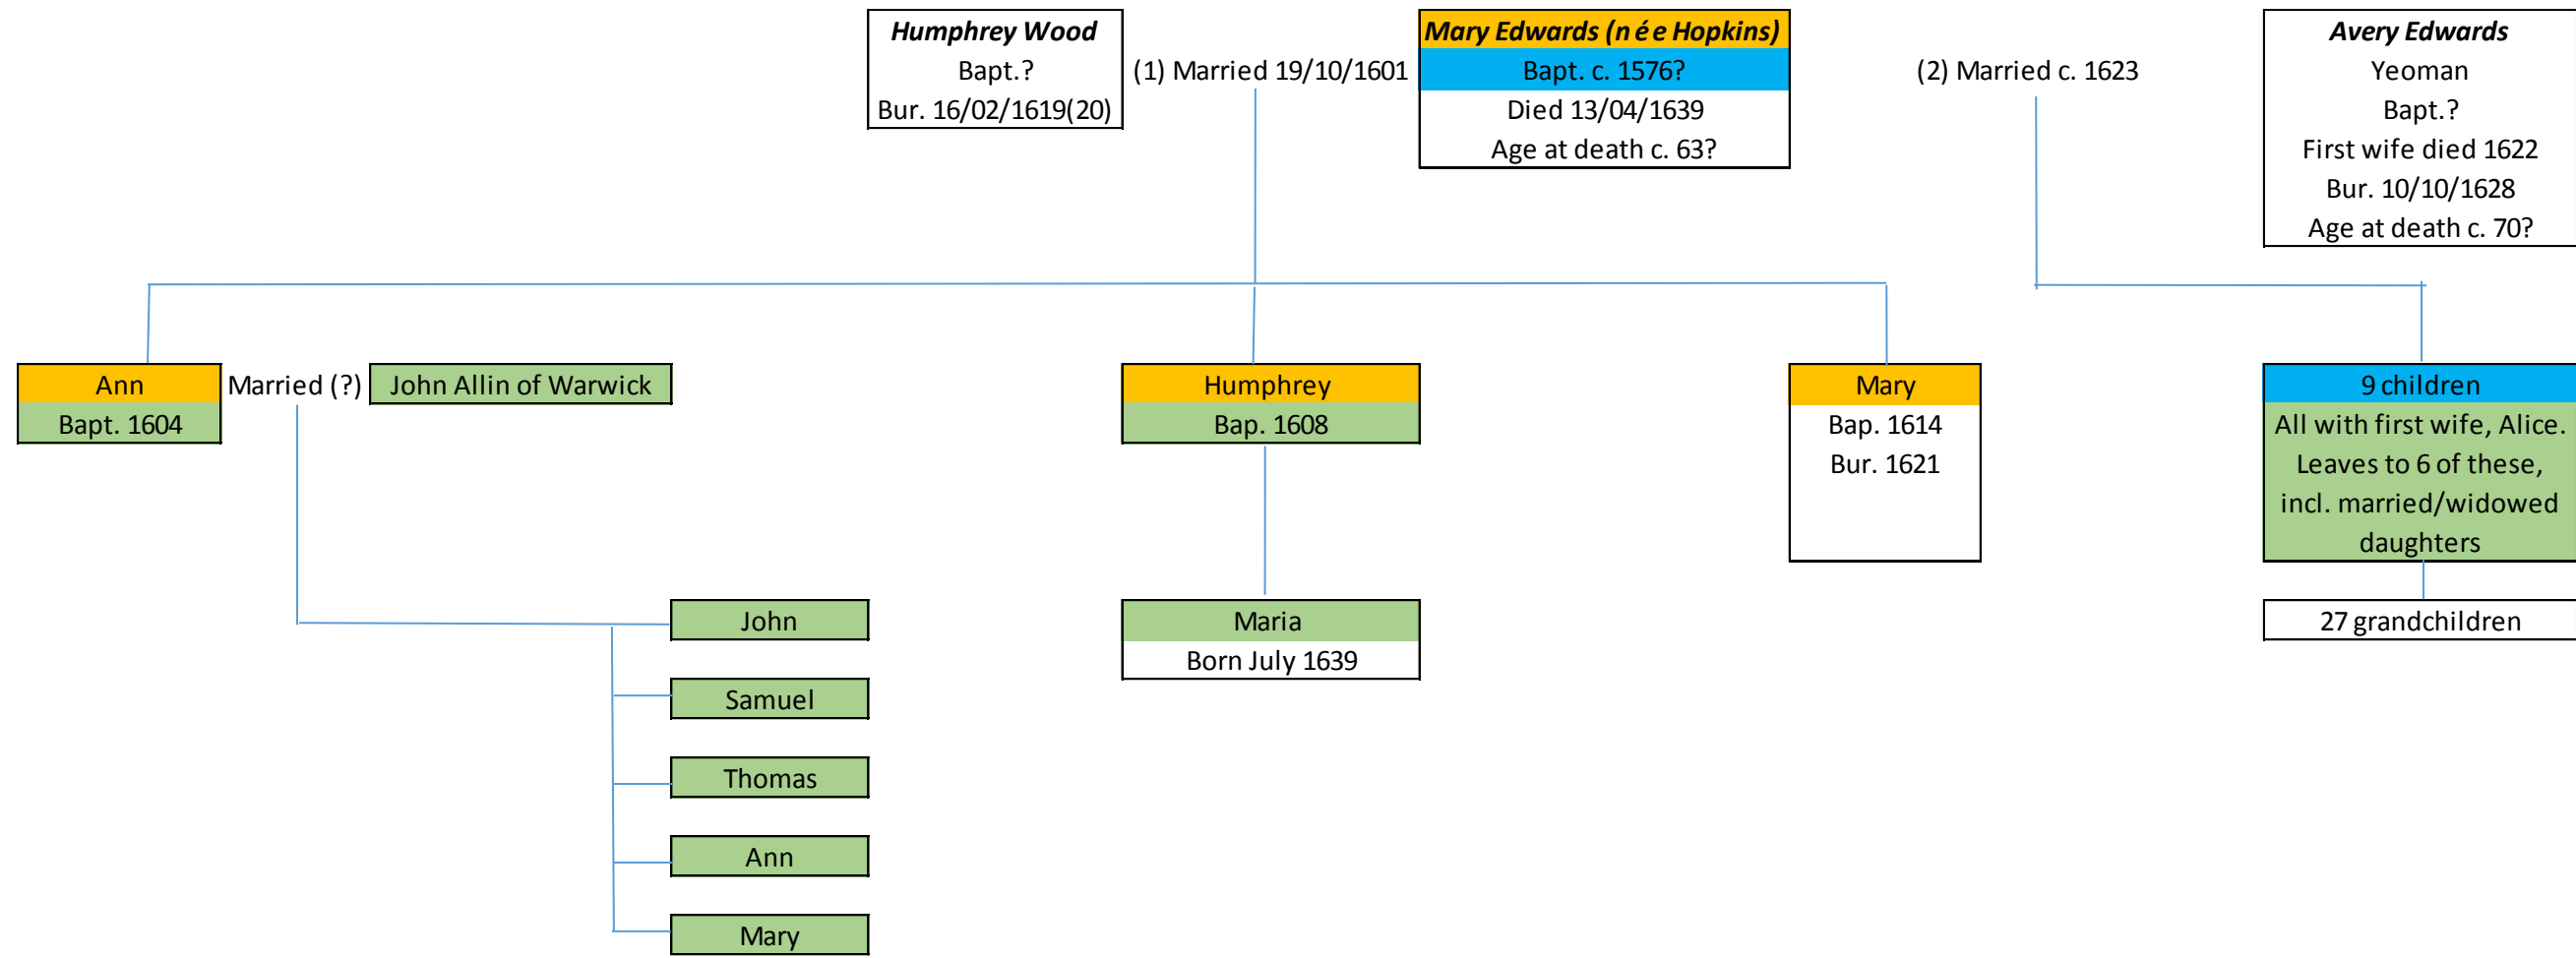 Humphrey Wood
Bapt.?
Bur. 16/02/1619(20)
(1) Married 19/10/1601
Mary Edwards (née Hopkins)
Bapt. c. 1576?
Died 13/04/1639
Age at death c. 63?
(2) Married c. 1623
Avery Edwards
Yeoman
Bapt.?
First wife died 1622
Bur. 10/10/1628
Age at death c. 70?
Ann
Bapt. 1604
Married (?)
John Allin of Warwick
Humphrey
Bap. 1608
Mary
Bap. 1614
Bur. 1621
9 children
All with first wife, Alice.
Leaves to 6 of these,
incl. married/widowed
daughters
John
Samuel
Thomas
Ann
Mary
Maria
Born July 1639
27 grandchildren